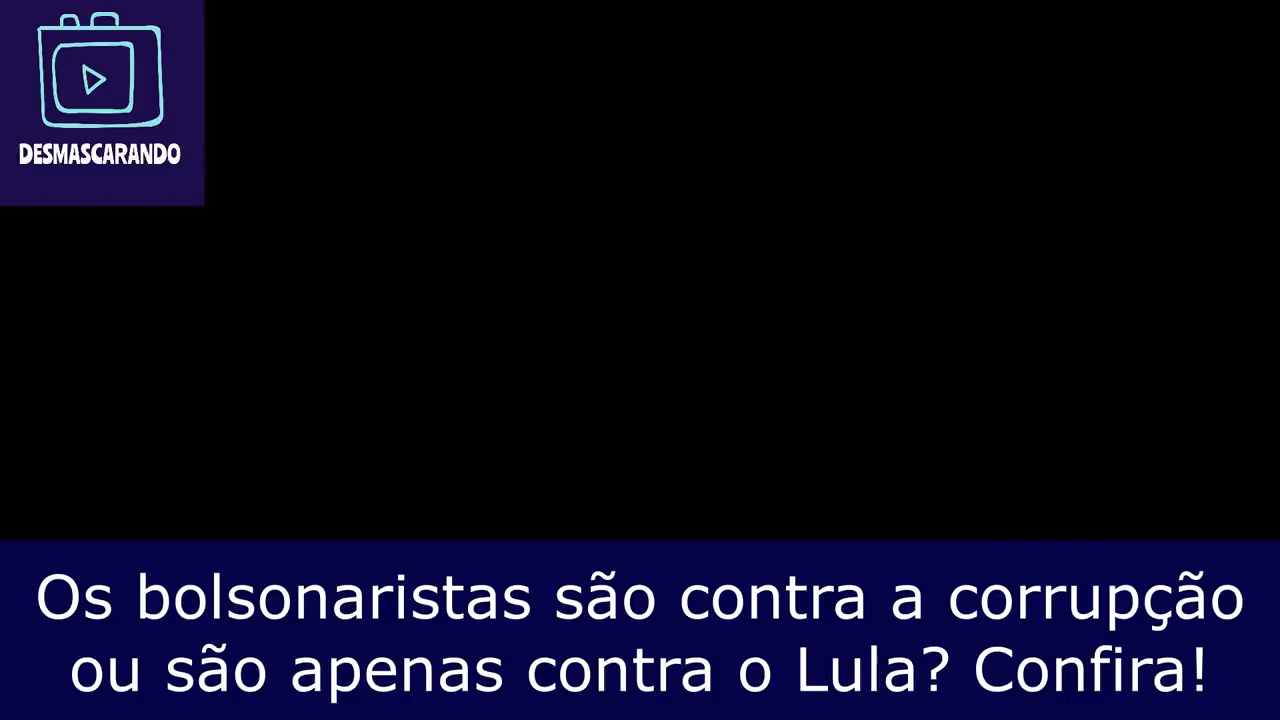 DESMASCARANDO
Os bolsonaristas são contra a corrupção
ou são apenas contra o Lula? Confira!